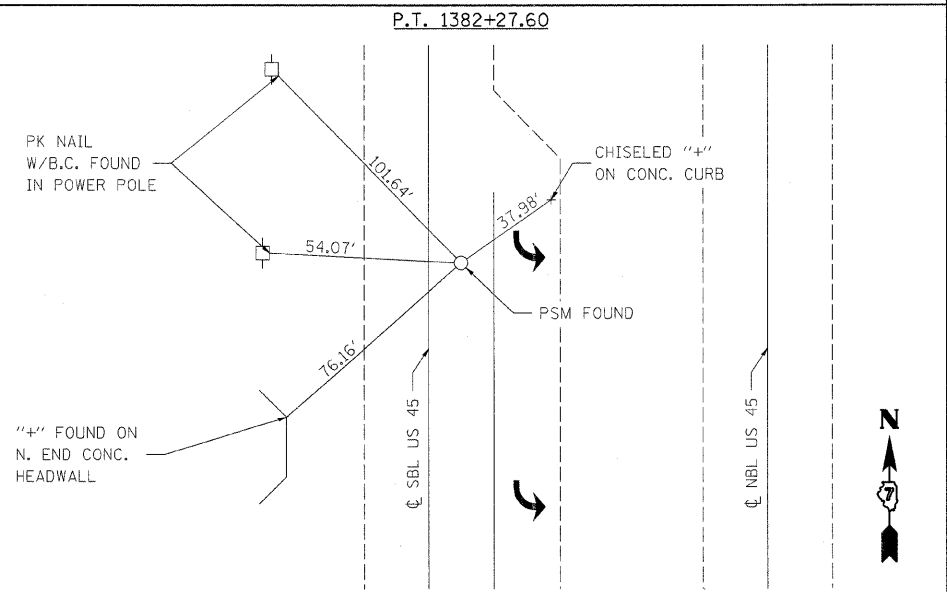 P.T. 1382+27.60
PK NAIL
W/B.C. FOUND
IN POWER POLE
101.64'
CHISELED "+"
ON CONC. CURB
37.98'
54.07'
PSM FOUND
76.16'
"+" FOUND ON
N. END CONC.
HEADWALL
℄ SBL US 45
℄ NBL US 45
N
7